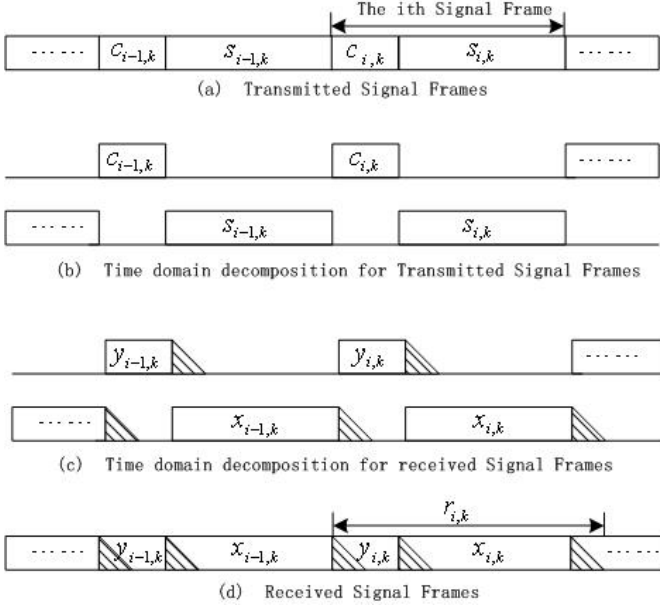 The ith Signal Frame
...... c_{i-1,k} s_{i-1,k} c_{i,k} s_{i,k} ......
(a) Transmitted Signal Frames
c_{i-1,k} c_{i,k} ......
...... s_{i-1,k} s_{i,k}
(b) Time domain decomposition for Transmitted Signal Frames
y_{i-1,k} y_{i,k} ......
...... x_{i-1,k} x_{i,k}
(c) Time domain decomposition for received Signal Frames
r_{i,k}
...... y_{i-1,k} x_{i-1,k} y_{i,k} x_{i,k} ......
(d) Received Signal Frames